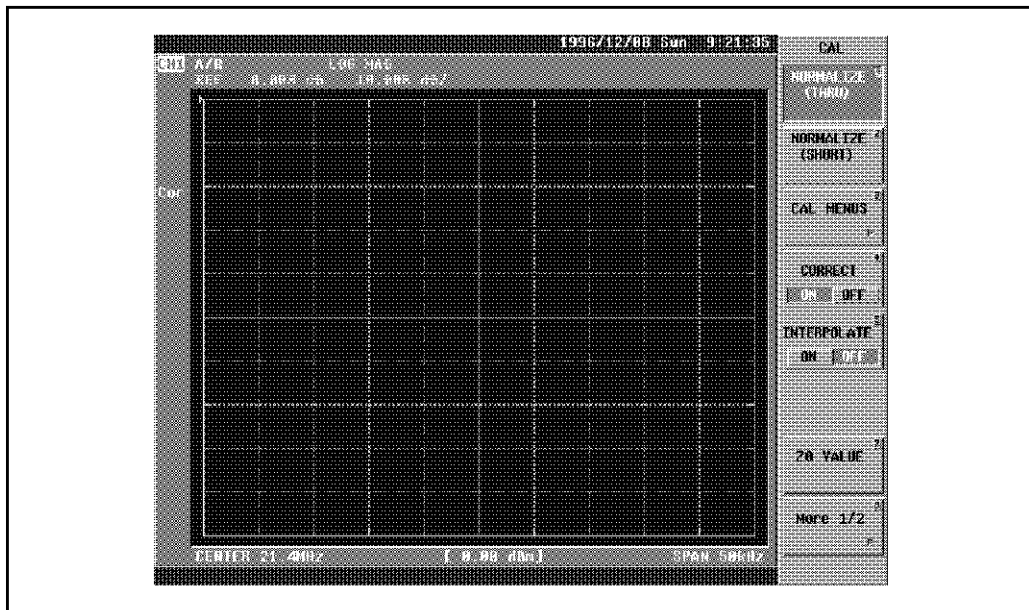 1996/12/08 Sun 9:21:35
CH1 A/R LOG MAG
REF 0.000 dB 10.000 dB/
Cor
CENTER 21.4MHz [ 0.00 dBm] SPAN 50kHz
CAL
NORMALIZE
(THRU)
NORMALIZE
(SHORT)
CAL MENUS
CORRECT
ON OFF
INTERPOLATE
ON OFF
Z0 VALUE
More 1/2